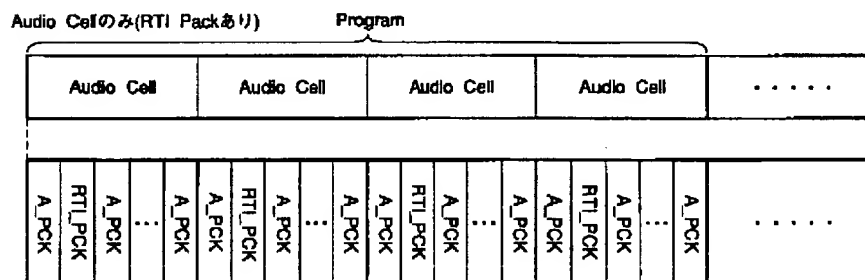 Audio Cellのみ(RTI Packあり)
Program
Audio Cell Audio Cell Audio Cell Audio Cell ・・・・・
A_PCK RTI_PCK A_PCK ... A_PCK A_PCK RTI_PCK A_PCK ... A_PCK A_PCK RTI_PCK A_PCK ... A_PCK A_PCK RTI_PCK A_PCK ... A_PCK ・・・・・